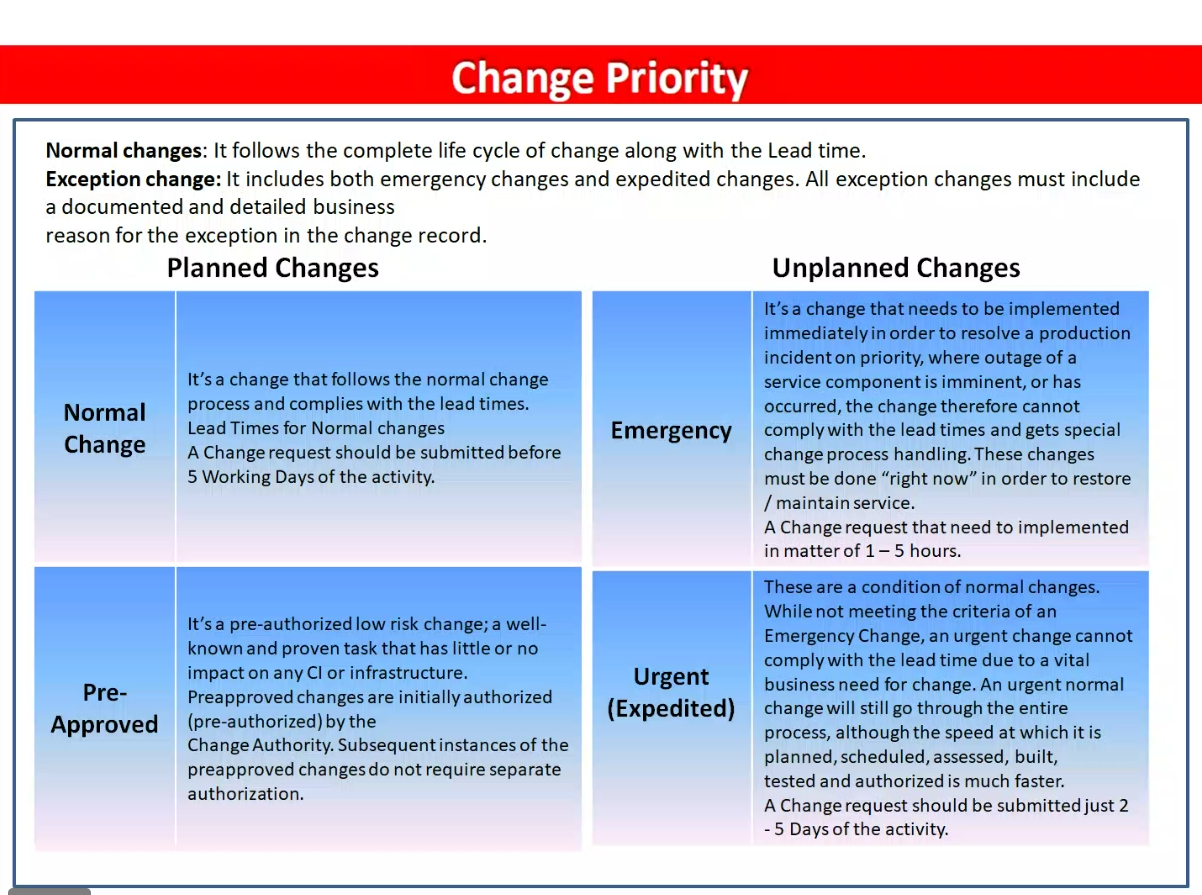 Change Priority
Normal changes: It follows the complete life cycle of change along with the Lead time.
Exception change: It includes both emergency changes and expedited changes. All exception changes must include
a documented and detailed business
reason for the exception in the change record.
Planned Changes
Normal
Change
It's a change that follows the normal change
process and complies with the lead times.
Lead Times for Normal changes
A Change request should be submitted before
5 Working Days of the activity.
Pre-
Approved
It's a pre-authorized low risk change; a well-
known and proven task that has little or no
impact on any CI or infrastructure.
Preapproved changes are initially authorized
(pre-authorized) by the
Change Authority. Subsequent instances of the
preapproved changes do not require separate
authorization.
Unplanned Changes
Emergency
It's a change that needs to be implemented
immediately in order to resolve a production
incident on priority, where outage of a
service component is imminent, or has
occurred, the change therefore cannot
comply with the lead times and gets special
change process handling. These changes
must be done “right now” in order to restore
/ maintain service.
A Change request that need to implemented
in matter of 1 – 5 hours.
Urgent
(Expedited)
These are a condition of normal changes.
While not meeting the criteria of an
Emergency Change, an urgent change cannot
comply with the lead time due to a vital
business need for change. An urgent normal
change will still go through the entire
process, although the speed at which it is
planned, scheduled, assessed, built,
tested and authorized is much faster.
A Change request should be submitted just 2
- 5 Days of the activity.